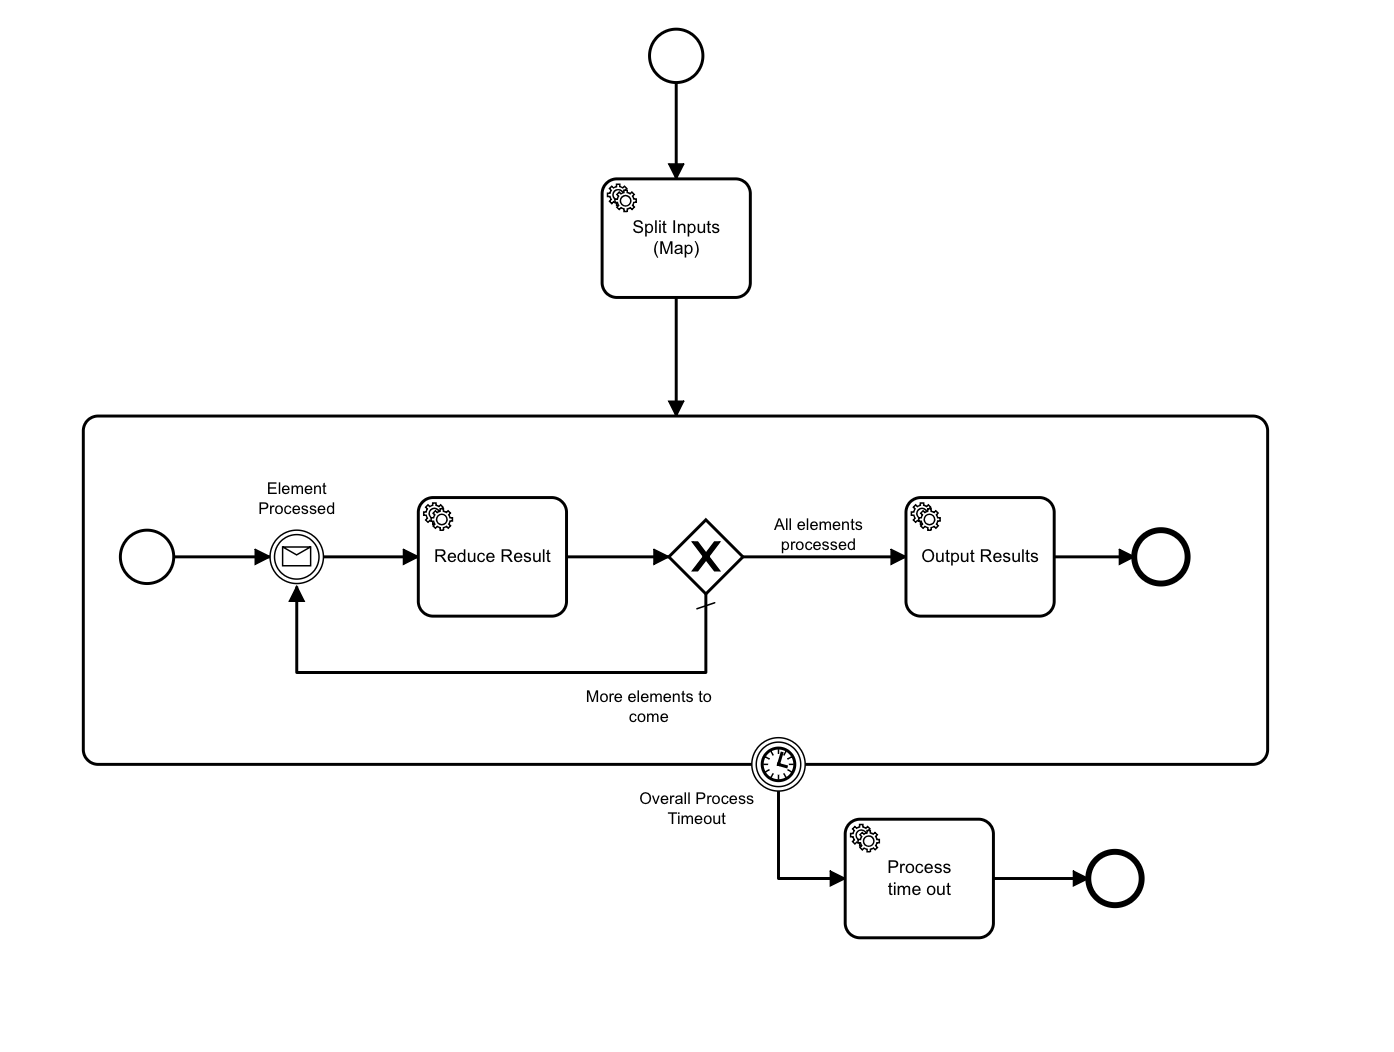 Split Inputs
(Map)
Element
Processed
Reduce Result
All elements
processed
Output Results
More elements to
come
Overall Process
Timeout
Process
time out